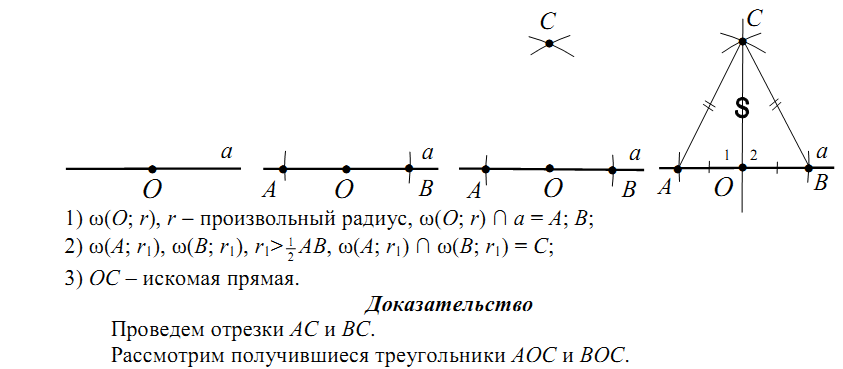 C
C
a
a
a
a
1 2
O
A O B
A O B
A O B
1) ω(O; r), r – произвольный радиус, ω(O; r) ∩ a = A; B;
2) ω(A; r₁), ω(B; r₁), r₁>½AB, ω(A; r₁) ∩ ω(B; r₁) = C;
3) OC – искомая прямая.
Доказательство
Проведем отрезки AC и BC.
Рассмотрим получившиеся треугольники AOC и BOC.